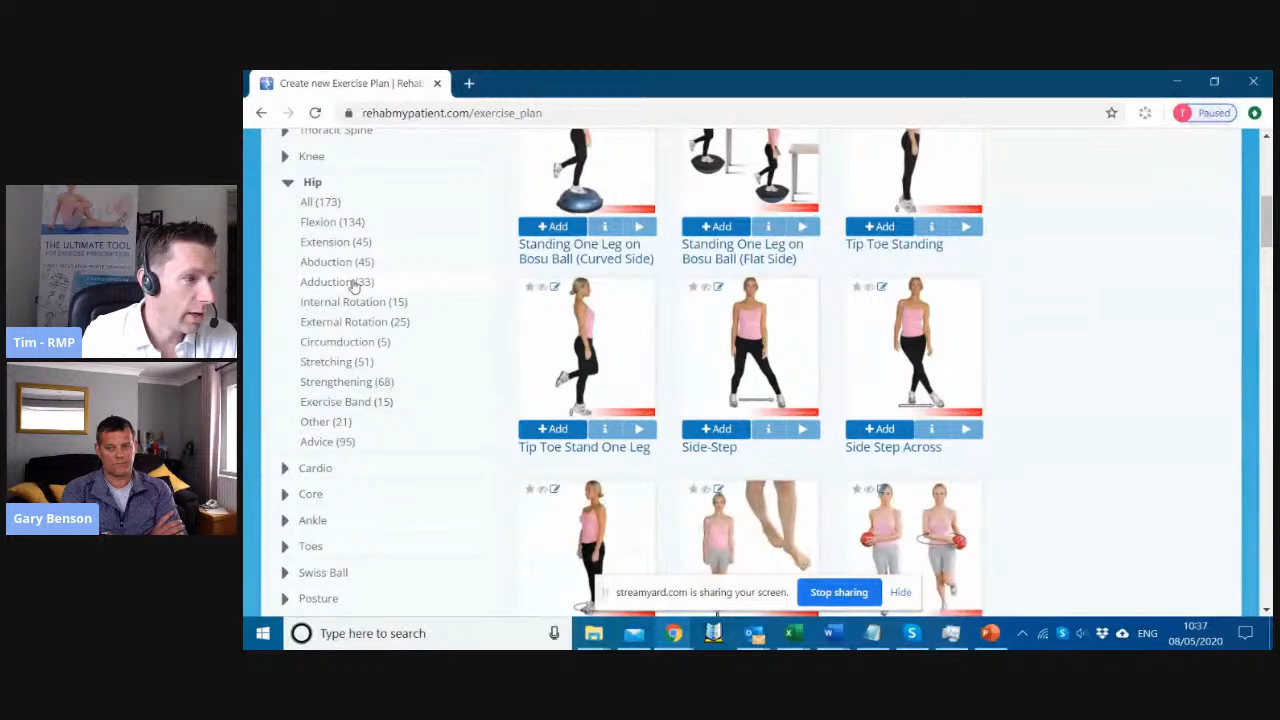 Create new Exercise Plan | Rehab
rehabmypatient.com/exercise_plan
T Paused
Thoracic Spine
Knee
Hip
All (173)
Flexion (134)
Extension (45)
Abduction (45)
Adduction (33)
Internal Rotation (15)
External Rotation (25)
Circumduction (5)
Stretching (51)
Strengthening (68)
Exercise Band (15)
Other (21)
Advice (95)
Cardio
Core
Ankle
Toes
Swiss Ball
Posture
+Add i
+Add i
+Add i
Standing One Leg on
Bosu Ball (Curved Side)
Standing One Leg on
Bosu Ball (Flat Side)
Tip Toe Standing
+Add i
+Add i
+Add i
Tip Toe Stand One Leg
Side-Step
Side Step Across
streamyard.com is sharing your screen.
Stop sharing
Hide
THE ULTIMATE TOOL
FOR EXERCISE PRESCRIPTION
Tim - RMP
Gary Benson
Type here to search
ENG
10:37
08/05/2020